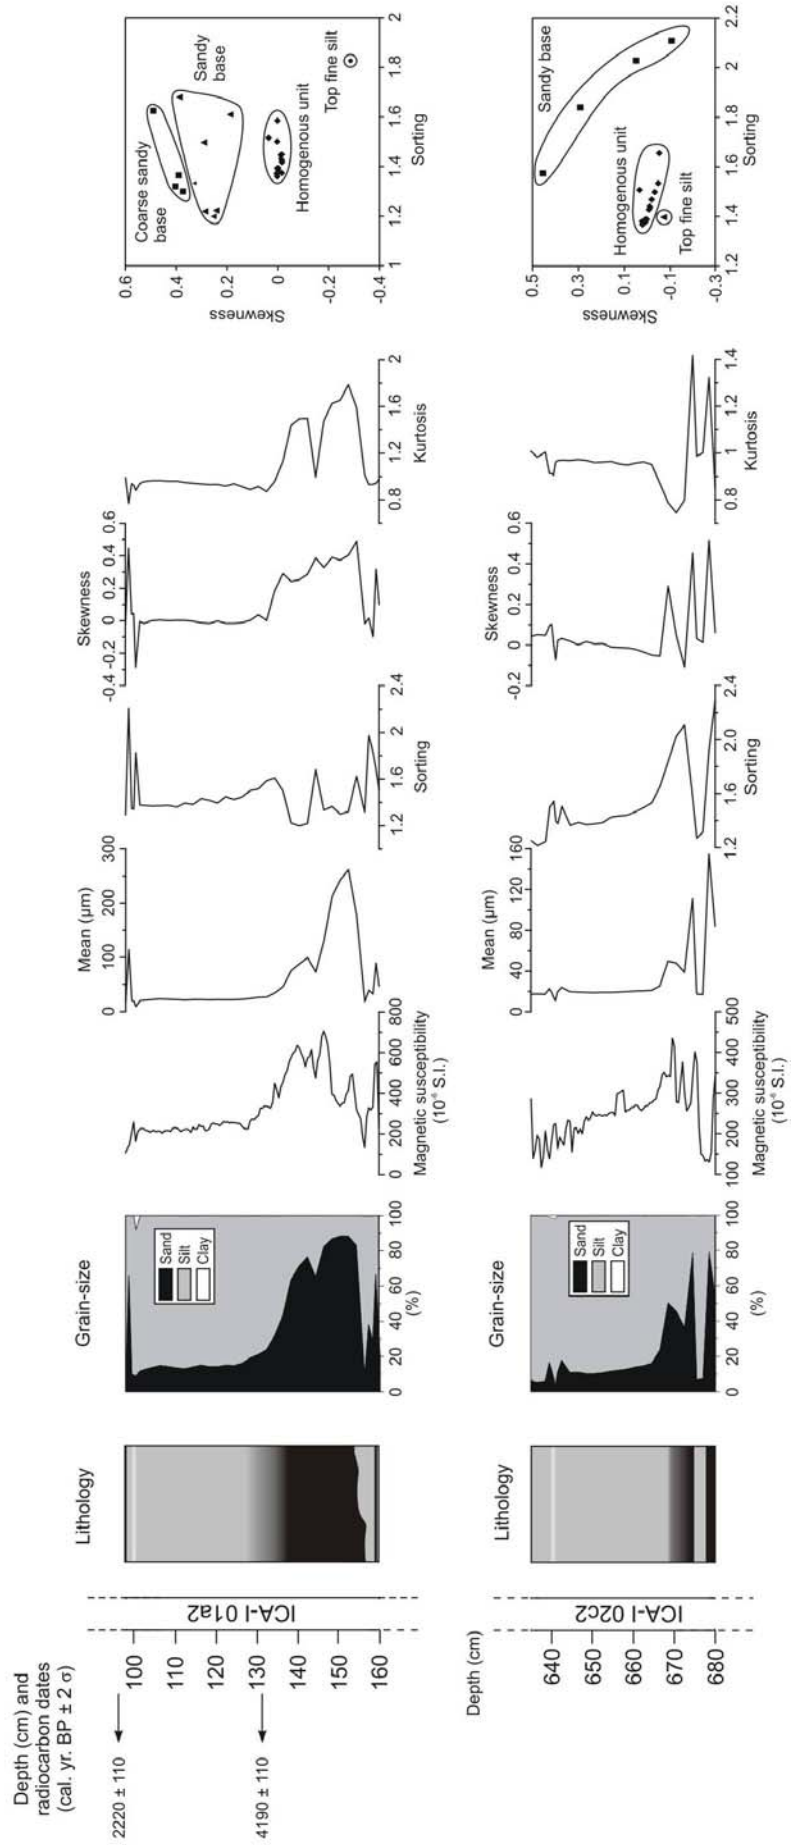 Depth (cm) and
radiocarbon dates
(cal. yr. BP ± 2 σ)
2220 ± 110
4190 ± 110
100
110
120
130
140
150
160
ICA-I 01a2
Lithology
Grain-size
Sand
Silt
Clay
0 20 40 60 80 100
(%)
0 200 400 600 800
Magnetic susceptibility
(10⁻⁶ S.I.)
Mean (µm)
0 100 200 300
1.2 1.6 2 2.4
Sorting
Skewness
-0.4 -0.2 0 0.2 0.4 0.6
0.8 1.2 1.6 2
Kurtosis
0.6
0.4
0.2
0
-0.2
-0.4
Skewness
Coarse sandy
base
Sandy
base
Homogenous unit
Top fine silt
1 1.2 1.4 1.6 1.8 2
Sorting
Depth (cm)
640
650
660
670
680
ICA-I 02c2
Lithology
Grain-size
Sand
Silt
Clay
0 20 40 60 80 100
(%)
100 200 300 400 500
Magnetic susceptibility
(10⁻⁶ S.I.)
Mean (µm)
0 40 80 120 160
1.2 1.6 2.0 2.4
Sorting
Skewness
-0.2 0 0.2 0.4 0.6
0.8 1 1.2 1.4
Kurtosis
0.5
0.3
0.1
-0.1
-0.3
Skewness
Sandy base
Homogenous unit
Top fine silt
1.2 1.4 1.6 1.8 2 2.2
Sorting